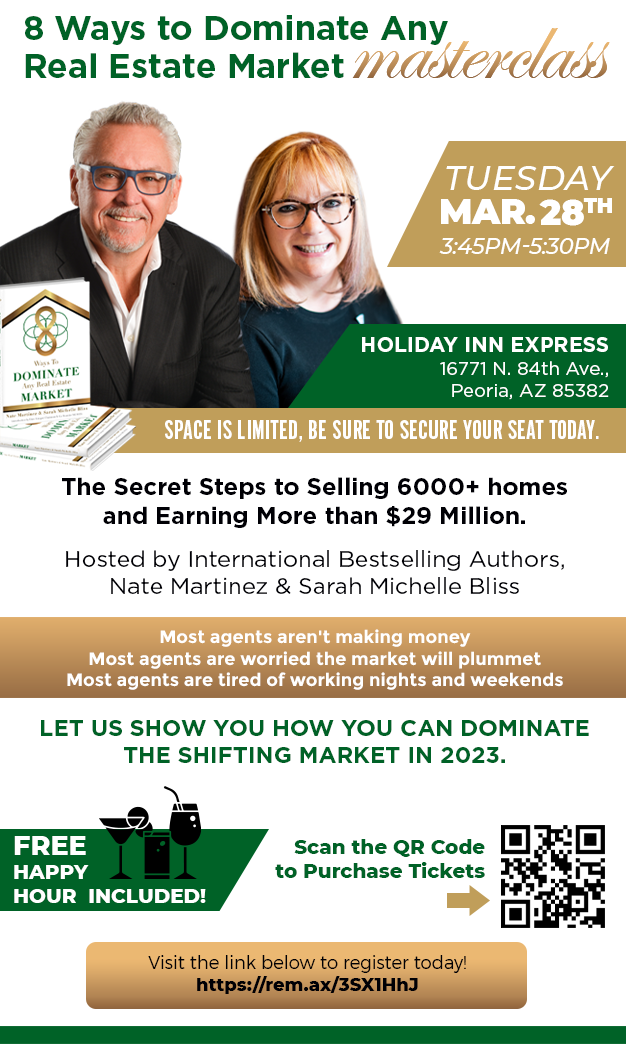 8 Ways to Dominate Any
Real Estate Market masterclass
TUESDAY
MAR. 28TH
3:45PM-5:30PM
8
Ways To
DOMINATE
Any Real Estate
MARKET
Nate Martinez & Sarah Michelle Bliss
HOLIDAY INN EXPRESS
16771 N. 84th Ave.,
Peoria, AZ 85382
SPACE IS LIMITED, BE SURE TO SECURE YOUR SEAT TODAY.
The Secret Steps to Selling 6000+ homes
and Earning More than $29 Million.
Hosted by International Bestselling Authors,
Nate Martinez & Sarah Michelle Bliss
Most agents aren't making money
Most agents are worried the market will plummet
Most agents are tired of working nights and weekends
LET US SHOW YOU HOW YOU CAN DOMINATE
THE SHIFTING MARKET IN 2023.
FREE
HAPPY
HOUR INCLUDED!
Scan the QR Code
to Purchase Tickets
Visit the link below to register today!
https://rem.ax/3SX1HhJ